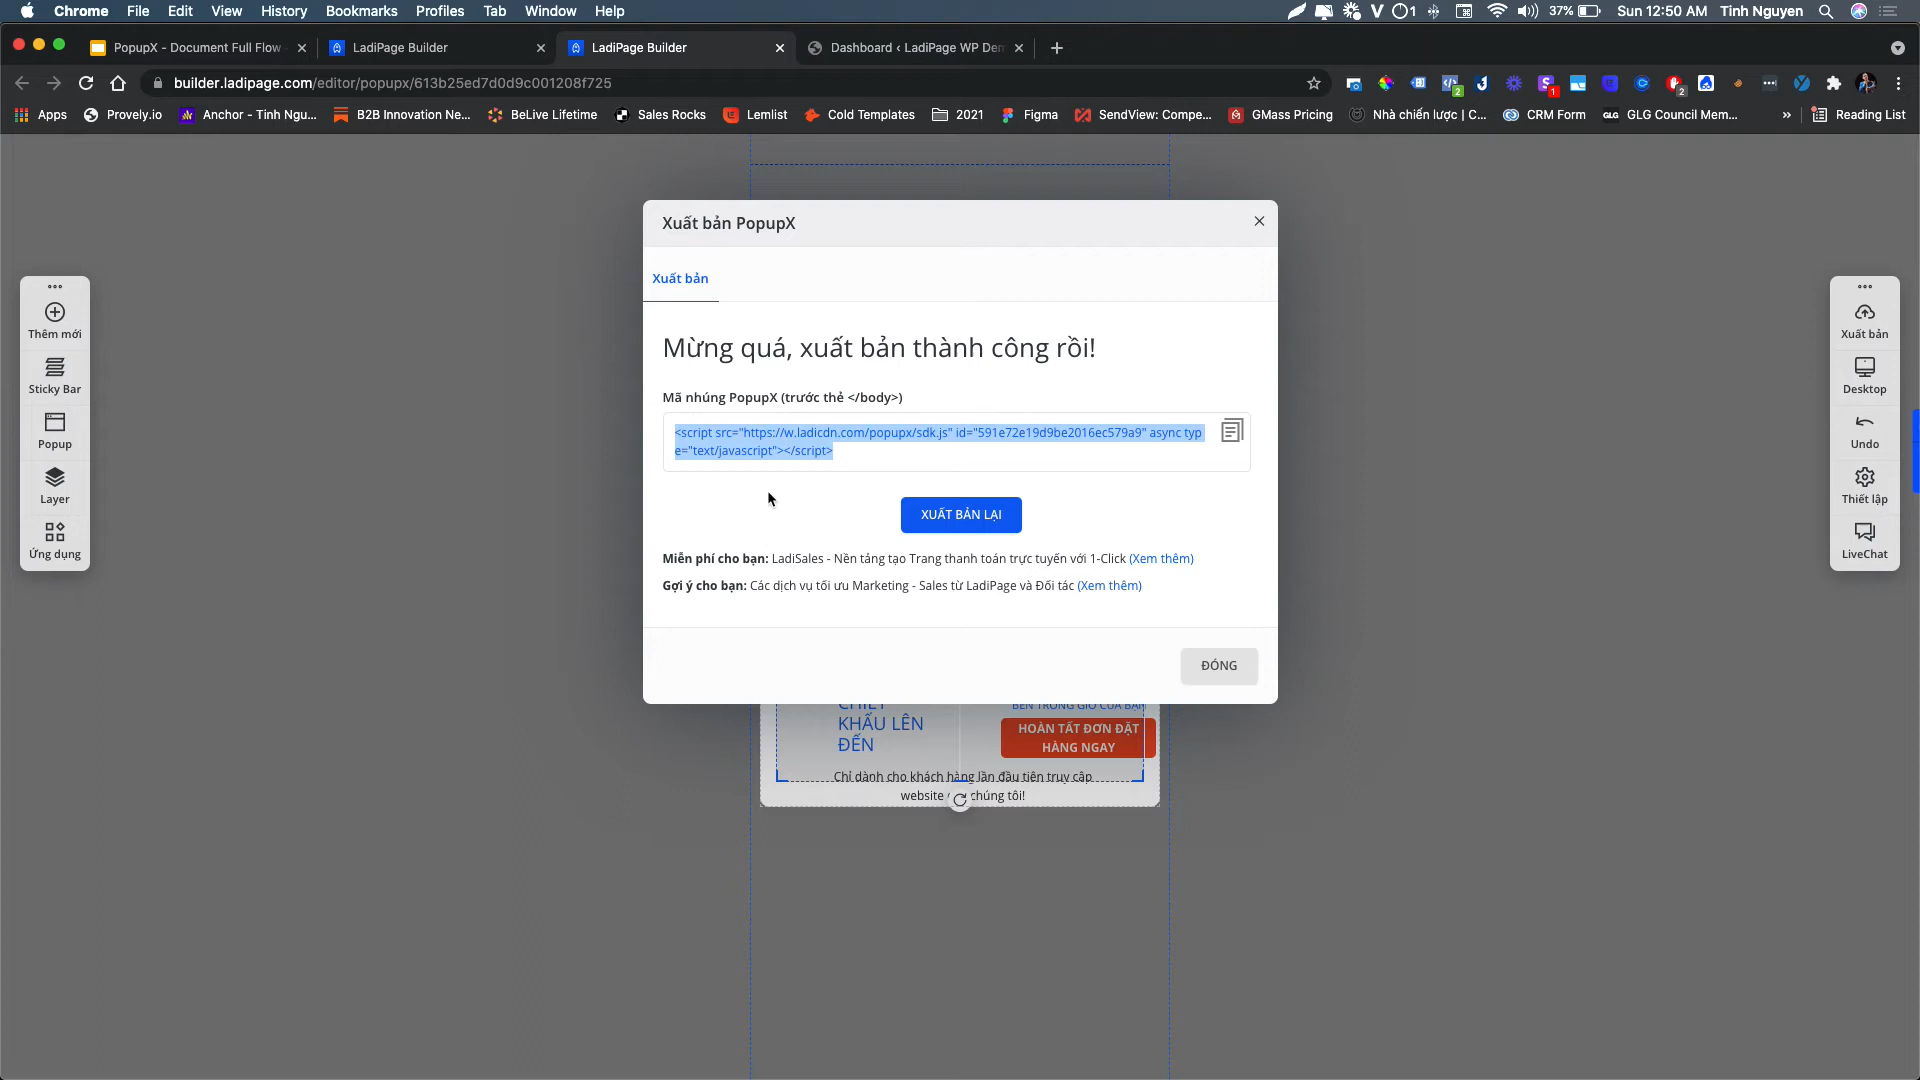 Chrome File Edit View History Bookmarks Profiles Tab Window Help
1 37% Sun 12:50 AM Tinh Nguyen
PopupX - Document Full Flow
LadiPage Builder
LadiPage Builder
Dashboard ‹ LadiPage WP Dem
builder.ladipage.com/editor/popupx/613b25ed7d0d9c001208f725
Apps Provely.io Anchor - Tinh Ngu... B2B Innovation Ne... BeLive Lifetime Sales Rocks Lemlist Cold Templates 2021 Figma SendView: Compe... GMass Pricing Nhà chiến lược | C... CRM Form GLG GLG Council Mem... » Reading List
Thêm mới
Sticky Bar
Popup
Layer
Ứng dụng
Xuất bản PopupX
Xuất bản
Mừng quá, xuất bản thành công rồi!
Mã nhúng PopupX (trước thẻ </body>)
<script src="https://w.ladicdn.com/popupx/sdk.js" id="591e72e19d9be2016ec579a9" async typ
e="text/javascript"></script>
XUẤT BẢN LẠI
Miễn phí cho bạn: LadiSales - Nền tảng tạo Trang thanh toán trực tuyến với 1-Click (Xem thêm)
Gợi ý cho bạn: Các dịch vụ tối ưu Marketing - Sales từ LadiPage và Đối tác (Xem thêm)
ĐÓNG
CHIẾT
KHẤU LÊN
ĐẾN
BÊN TRONG GIỎ CỦA BẠN
HOÀN TẤT ĐƠN ĐẶT
HÀNG NGAY
Chỉ dành cho khách hàng lần đầu tiên truy cập
website chúng tôi!
Xuất bản
Desktop
Undo
Thiết lập
LiveChat